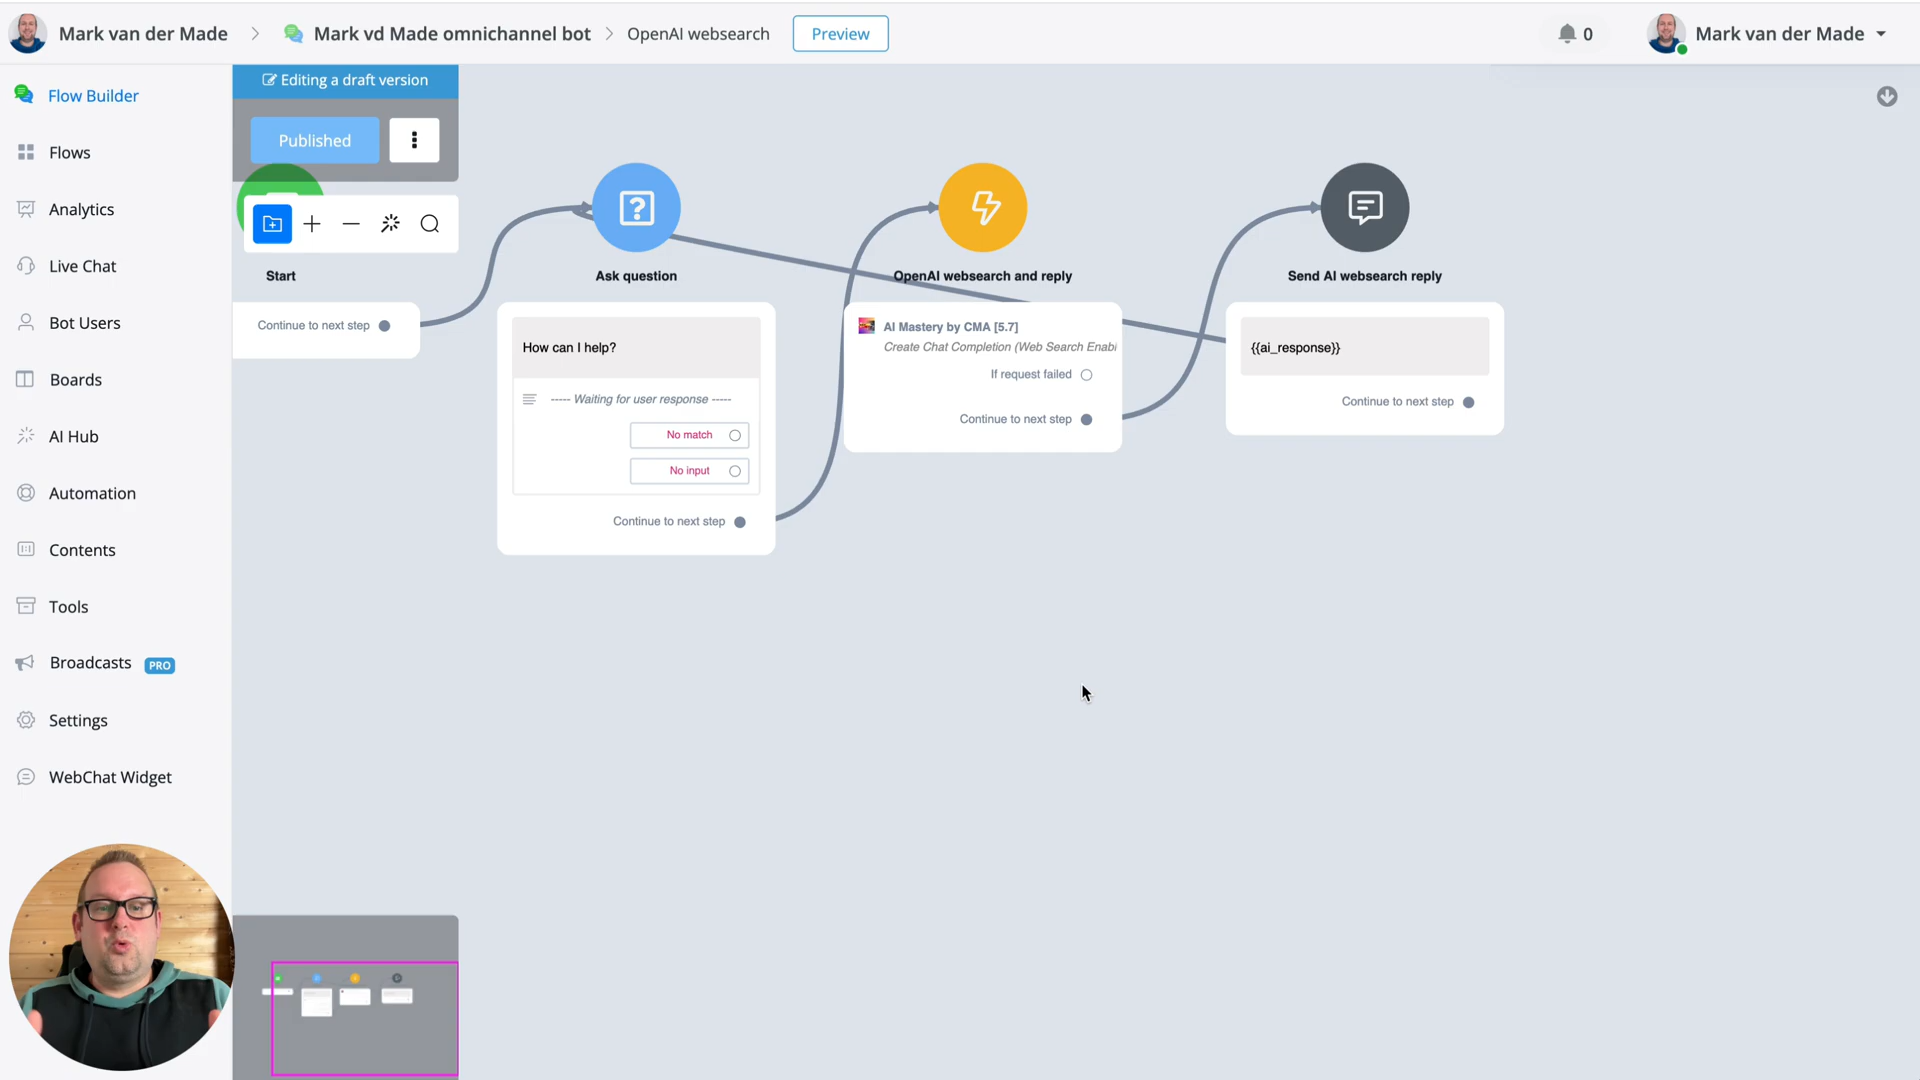 Mark van der Made
Mark vd Made omnichannel bot
OpenAI websearch
Preview
0
Mark van der Made
Flow Builder
Flows
Analytics
Live Chat
Bot Users
Boards
AI Hub
Automation
Contents
Tools
Broadcasts PRO
Settings
WebChat Widget
Editing a draft version
Published
Start
Continue to next step
Ask question
How can I help?
----- Waiting for user response -----
No match
No input
Continue to next step
OpenAI websearch and reply
AI Mastery by CMA [5.7]
Create Chat Completion (Web Search Enabl
If request failed
Continue to next step
Send AI websearch reply
{{ai_response}}
Continue to next step